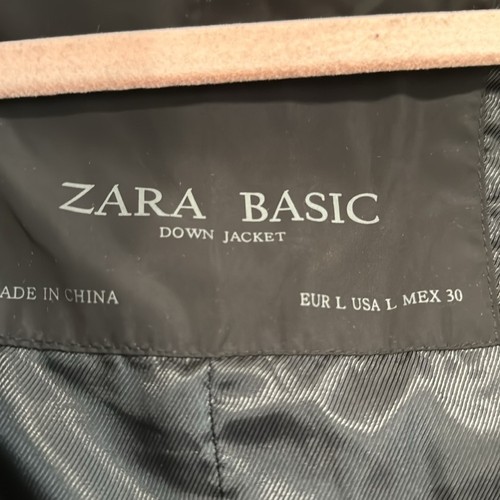 ZARA BASIC
DOWN JACKET
ADE IN CHINA
EUR L USA L MEX 30